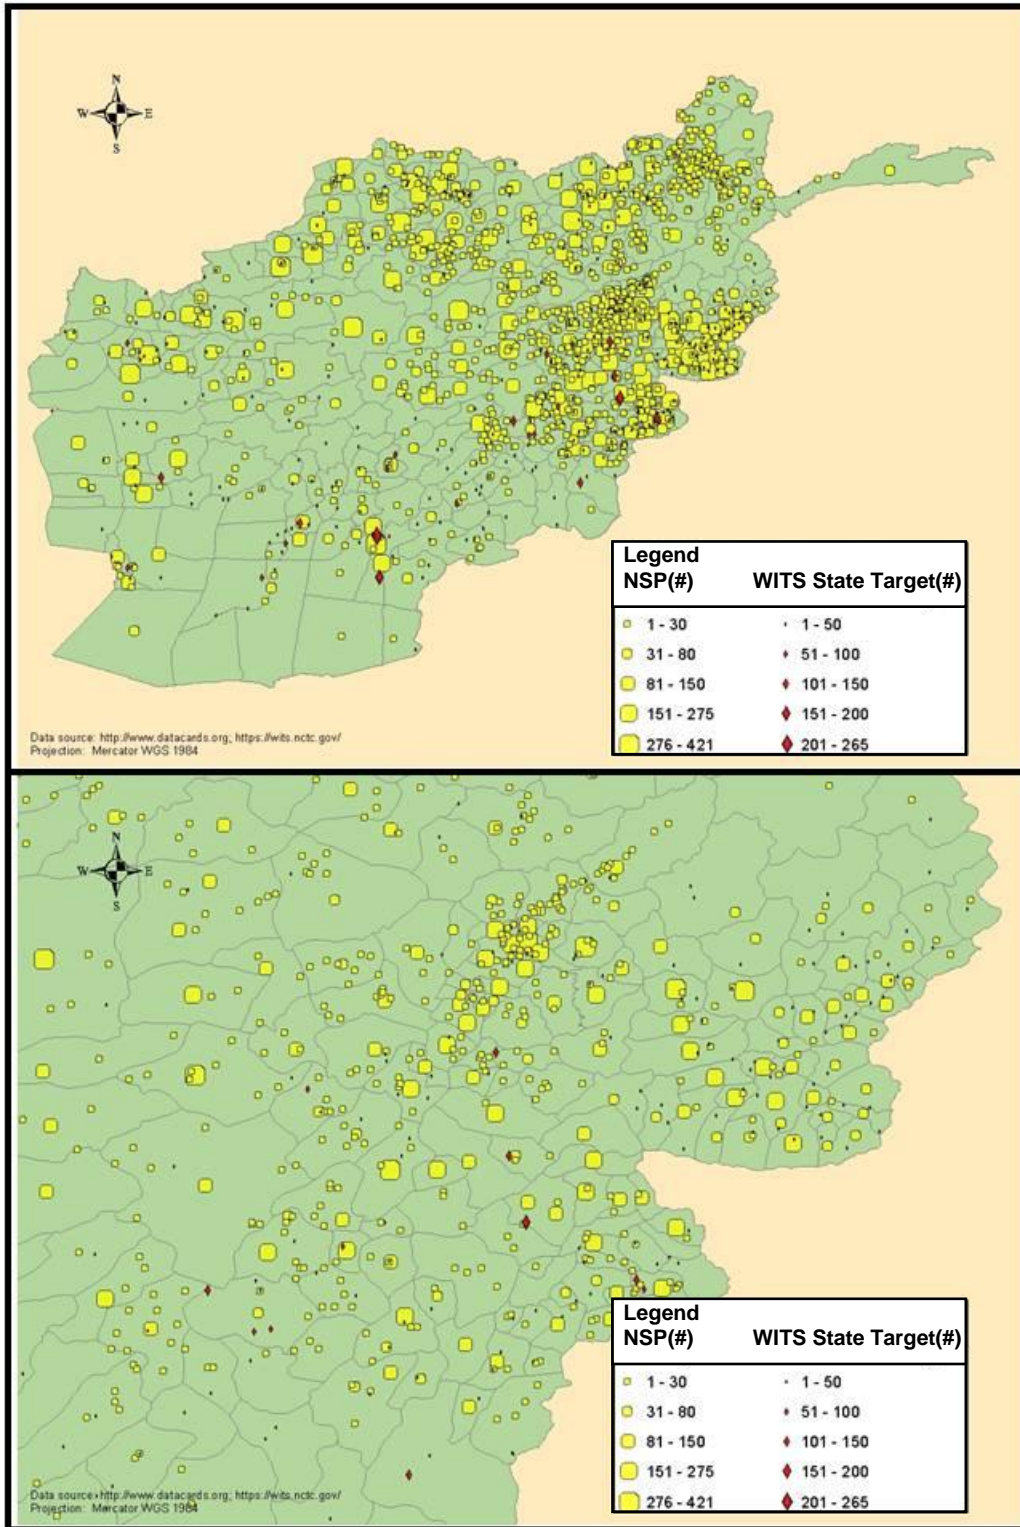 N
W E
S
Legend
NSP(#) WITS State Target(#)
1 - 30 1 - 50
31 - 80 51 - 100
81 - 150 101 - 150
151 - 275 151 - 200
276 - 421 201 - 265
Data source: http://www.datacards.org; https://wits.nctc.gov/
Projection: Mercator WGS 1984
N
W E
S
Legend
NSP(#) WITS State Target(#)
1 - 30 1 - 50
31 - 80 51 - 100
81 - 150 101 - 150
151 - 275 151 - 200
276 - 421 201 - 265
Data source: http://www.datacards.org; https://wits.nctc.gov/
Projection: Mercator WGS 1984